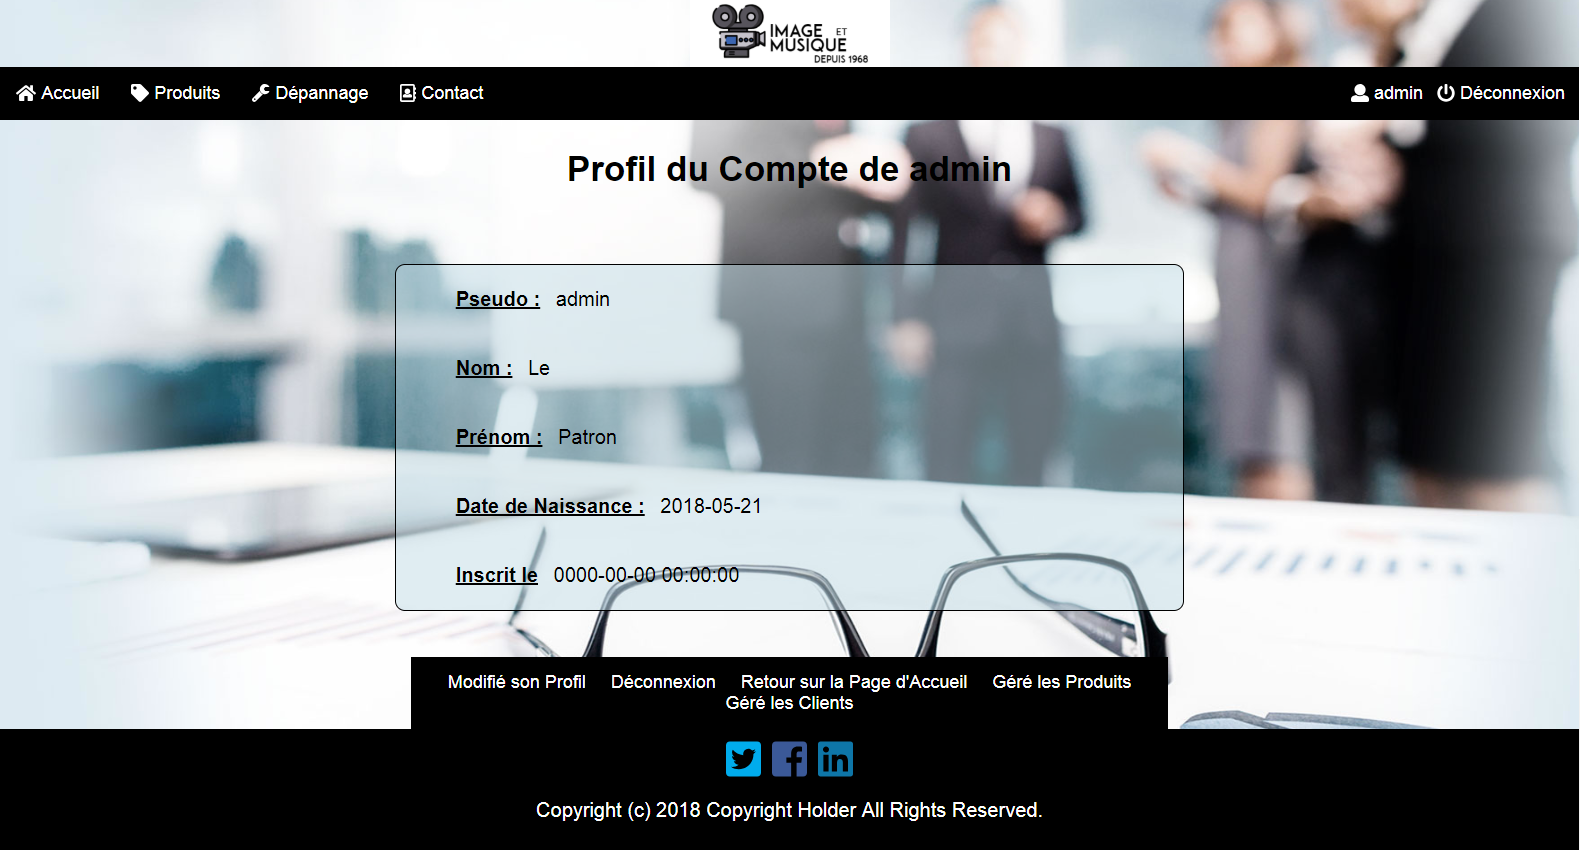 IMAGE ET
MUSIQUE
DEPUIS 1968
Accueil Produits Dépannage Contact admin Déconnexion
Profil du Compte de admin
Pseudo : admin
Nom : Le
Prénom : Patron
Date de Naissance : 2018-05-21
Inscrit le 0000-00-00 00:00:00
Modifié son Profil Déconnexion Retour sur la Page d'Accueil Géré les Produits
Géré les Clients
Copyright (c) 2018 Copyright Holder All Rights Reserved.